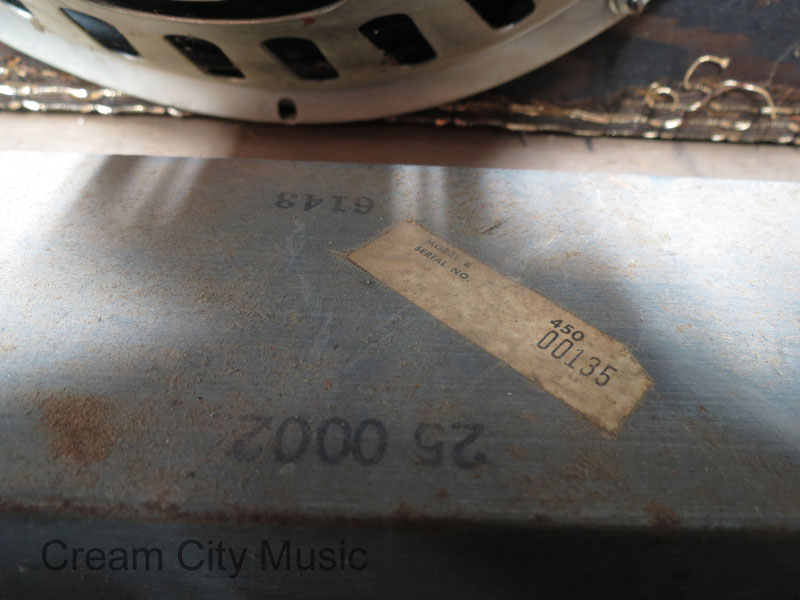 6148
MODEL &
SERIAL NO.
450
00135
25 0002
Cream City Music